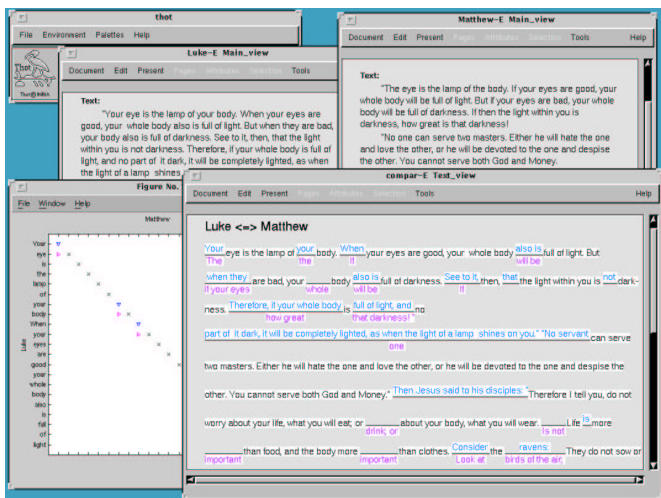 thot
File Environment Palettes Help
Thot
Thot@INRIA
Luke-E Main_view
Document Edit Present Pages Attributes Selection Tools
Text:
"Your eye is the lamp of your body. When your eyes are
good, your whole body also is full of light. But when they are bad,
your body also is full of darkness. See to it, then, that the light
within you is not darkness. Therefore, if your whole body is full of
light, and no part of it dark, it will be completely lighted, as when
the light of a lamp shines
Matthew-E Main_view
Document Edit Present Pages Attributes Selection Tools
Text:
"The eye is the lamp of the body. If your eyes are good, your
whole body will be full of light. But if your eyes are bad, your
whole body will be full of darkness. If then the light within you is
darkness, how great is that darkness!
"No one can serve two masters. Either he will hate the one
and love the other, or he will be devoted to the one and despise
the other. You cannot serve both God and Money.
Figure No.
File Window Help
Matthew
Luke
Your
eye
is
the
lamp
of
your
body
When
your
eyes
are
good
your
whole
body
also
is
full
of
light
compar-E Text_view
Document Edit Present Pages Attributes Selection Tools Help
Luke <=> Matthew
Your eye is the lamp of your body. When your eyes are good, your whole body also is full of light. But
The the If will be
when they are bad, your body also is full of darkness. See to it, then, that the light within you is not dark-
if your eyes whole will be If
ness. Therefore, if your whole body is full of light, and no
how great that darkness! "
part of it dark, it will be completely lighted, as when the light of a lamp shines on you." "No servant can serve
one
two masters. Either he will hate the one and love the other, or he will be devoted to the one and despise the
other. You cannot serve both God and Money." Then Jesus said to his disciples: "Therefore I tell you, do not
worry about your life, what you will eat; or about your body, what you will wear. Life is more
drink; or Is not
than food, and the body more than clothes. Consider the ravens: They do not sow or
important important Look at birds of the air;